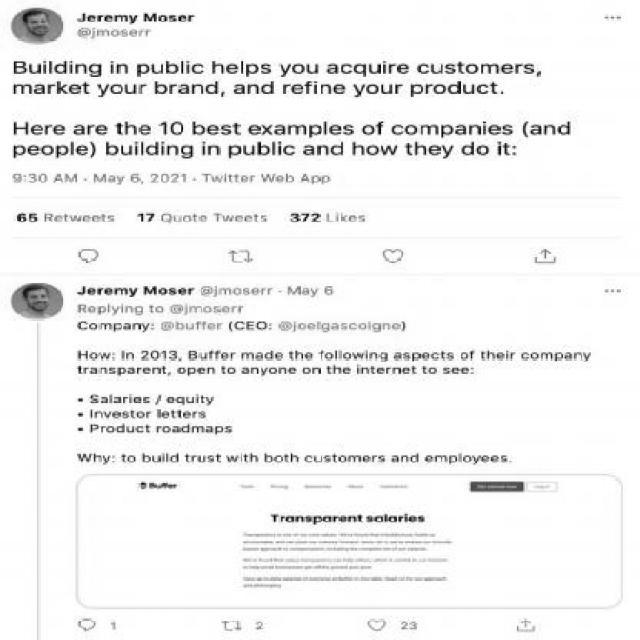 Jeremy Moser
@jmoserr
Building in public helps you acquire customers,
market your brand, and refine your product.
Here are the 10 best examples of companies (and
people) building in public and how they do it:
9:30 AM · May 6, 2021 · Twitter Web App
65 Retweets 17 Quote Tweets 372 Likes
Jeremy Moser @jmoserr · May 6
Replying to @jmoserr
Company: @buffer (CEO: @joelgascoigne)
How: In 2013, Buffer made the following aspects of their company
transparent, open to anyone on the internet to see:
• Salaries / equity
• Investor letters
• Product roadmaps
Why: to build trust with both customers and employees.
Buffer
Transparent salaries
1 2 23